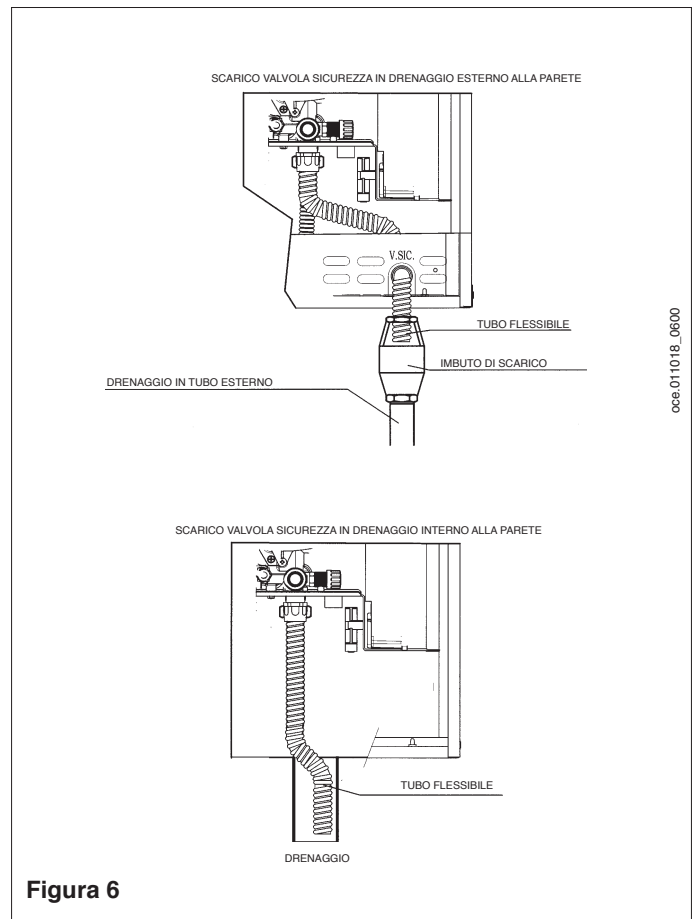 SCARICO VALVOLA SICUREZZA IN DRENAGGIO ESTERNO ALLA PARETE
V.SIC.
TUBO FLESSIBILE
IMBUTO DI SCARICO
DRENAGGIO IN TUBO ESTERNO
oce.011018_0600
SCARICO VALVOLA SICUREZZA IN DRENAGGIO INTERNO ALLA PARETE
TUBO FLESSIBILE
DRENAGGIO
Figura 6